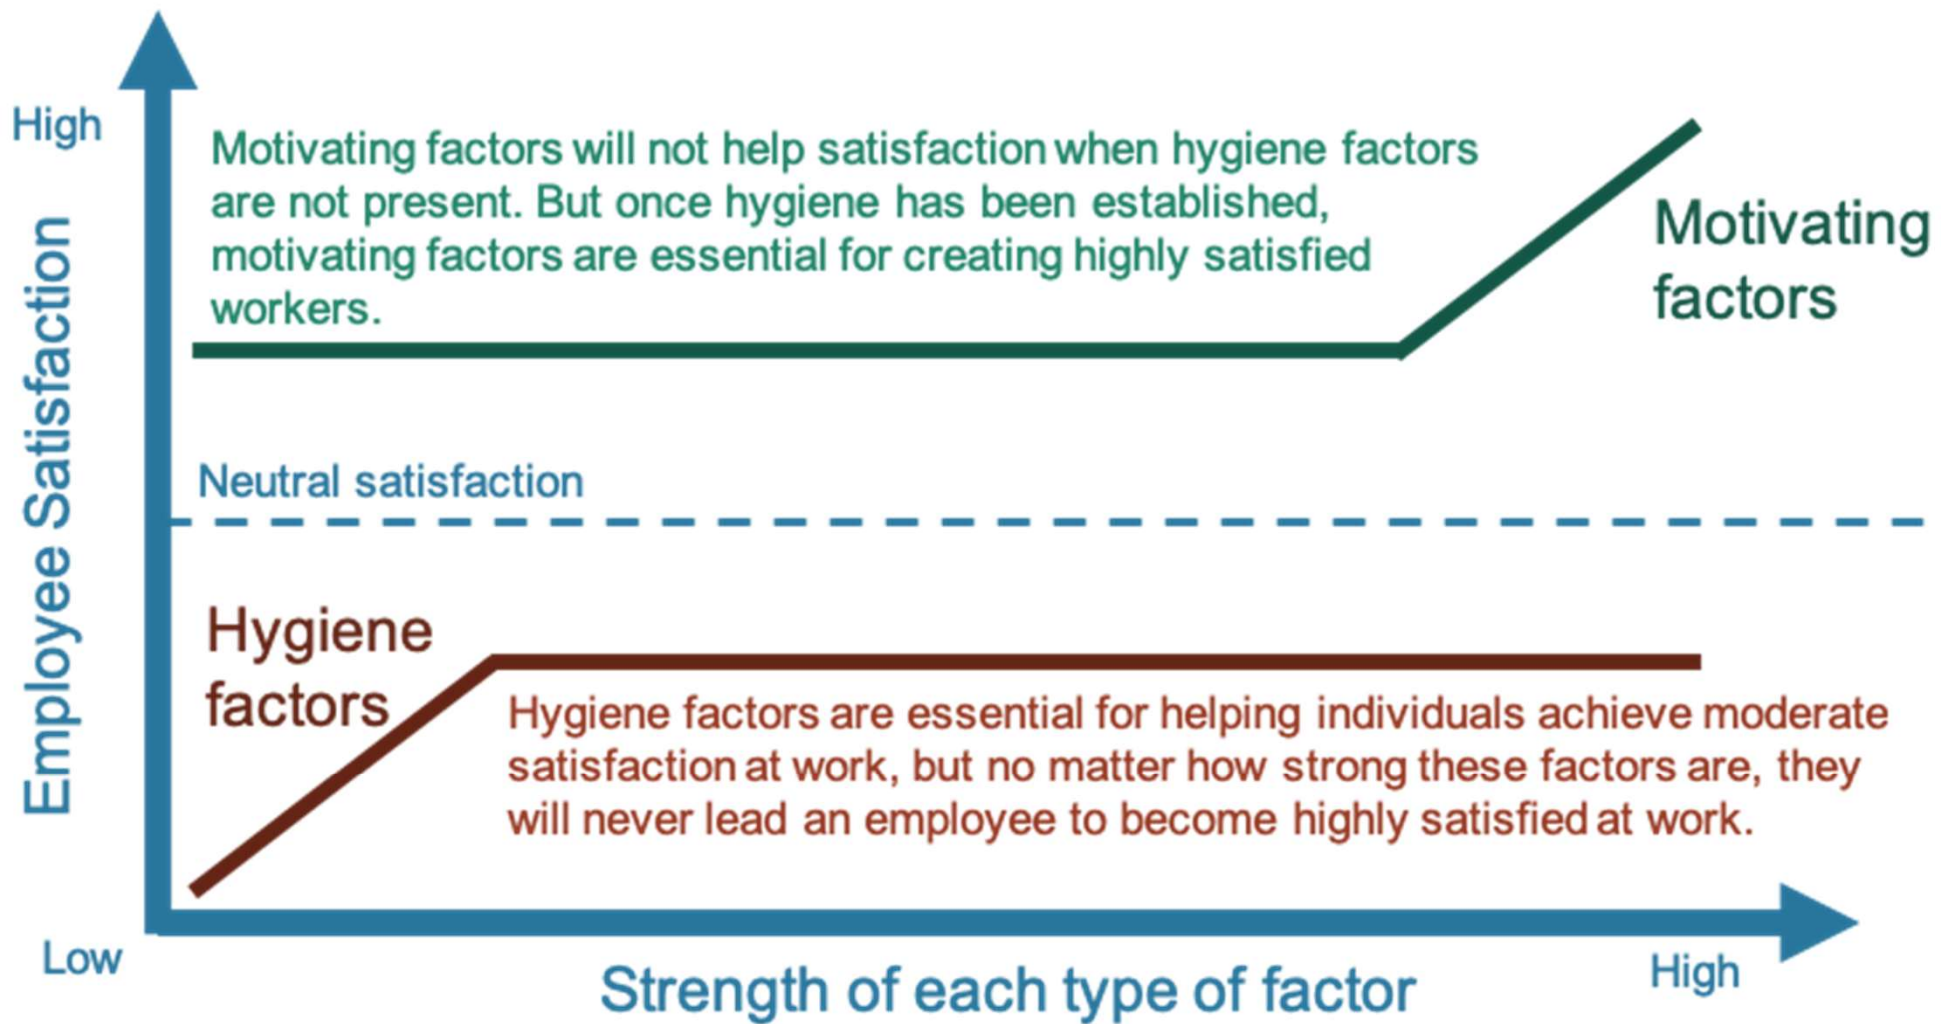 High
Motivating factors will not help satisfaction when hygiene factors
are not present. But once hygiene has been established,
motivating factors are essential for creating highly satisfied
workers.
Motivating
factors
Employee Satisfaction
Neutral satisfaction
Hygiene
factors
Hygiene factors are essential for helping individuals achieve moderate
satisfaction at work, but no matter how strong these factors are, they
will never lead an employee to become highly satisfied at work.
Low
Strength of each type of factor
High